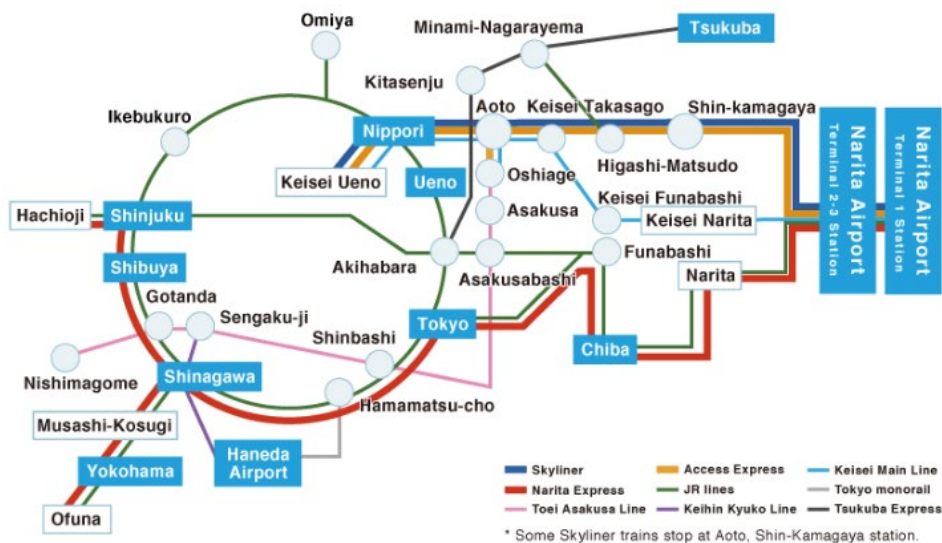 Omiya
Minami-Nagarayema
Tsukuba
Kitasenju
Ikebukuro
Aoto
Keisei Takasago
Shin-kamagaya
Nippori
Higashi-Matsudo
Keisei Ueno
Ueno
Oshiage
Keisei Funabashi
Hachioji
Shinjuku
Asakusa
Keisei Narita
Narita Airport
Terminal 2-3 Station
Narita Airport
Terminal 1 Station
Shibuya
Akihabara
Asakusabashi
Funabashi
Narita
Gotanda
Sengaku-ji
Shinbashi
Tokyo
Chiba
Nishimagome
Shinagawa
Hamamatsu-cho
Musashi-Kosugi
Haneda
Airport
Yokohama
Ofuna
Skyliner
Access Express
Keisei Main Line
Narita Express
JR lines
Tokyo monorail
Toei Asakusa Line
Keihin Kyuko Line
Tsukuba Express
* Some Skyliner trains stop at Aoto, Shin-Kamagaya station.